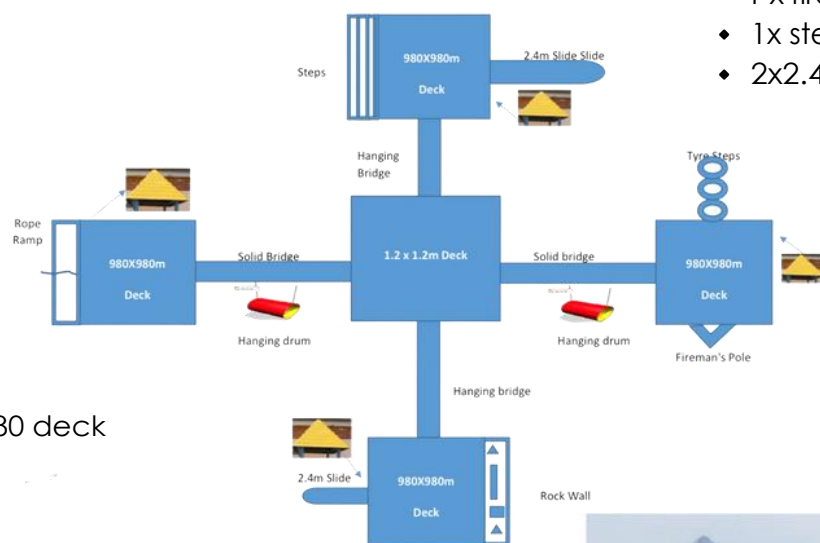 1x ste
2x2.4
Steps
980X980m
Deck
2.4m Slide Slide
Hanging
Bridge
Tyre Steps
Rope
Ramp
980X980m
Deck
Solid Bridge
1.2 x 1.2m Deck
Solid bridge
980X980m
Deck
Hanging drum
Hanging drum
Fireman's Pole
Hanging bridge
30 deck
2.4m Slide
980X980m
Deck
Rock Wall